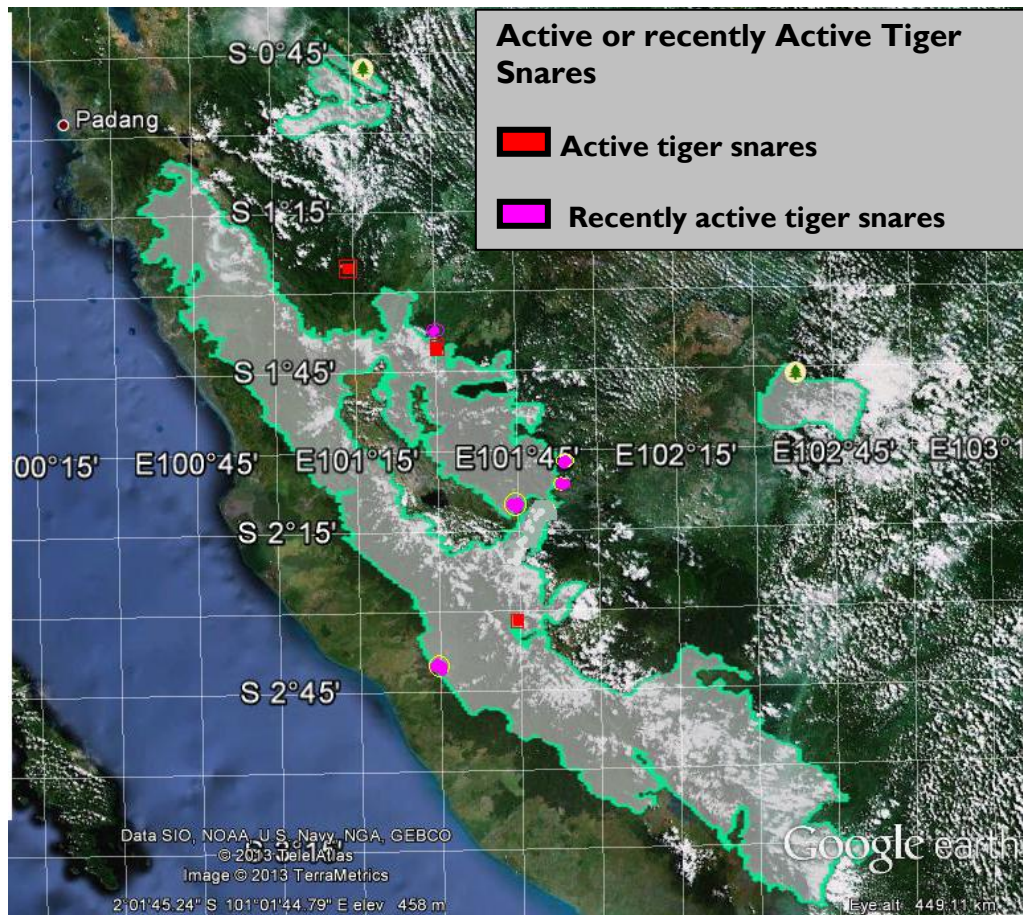 Active or recently Active Tiger
Snares
Active tiger snares
Recently active tiger snares
S 0°45'
Padang
S 1°15'
S 1°45'
00°15' E100°45' E101°15' E101°45' E102°15' E102°45' E103°1
S 2°15'
S 2°45'
Data SIO, NOAA, U.S. Navy, NGA, GEBCO
© 2013 TeleAtlas
Image © 2013 TerraMetrics
Google earth
2°01'45.24" S 101°01'44.79" E elev 458 m
Eye alt 449.11 km